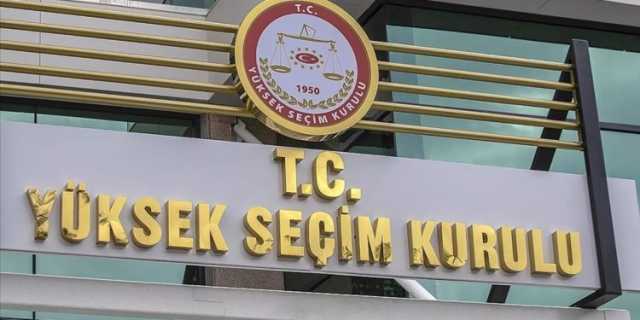 T.C.
YÜKSEK SEÇİM KURULU
1950
T.C.
YÜKSEK SEÇİM KURULU